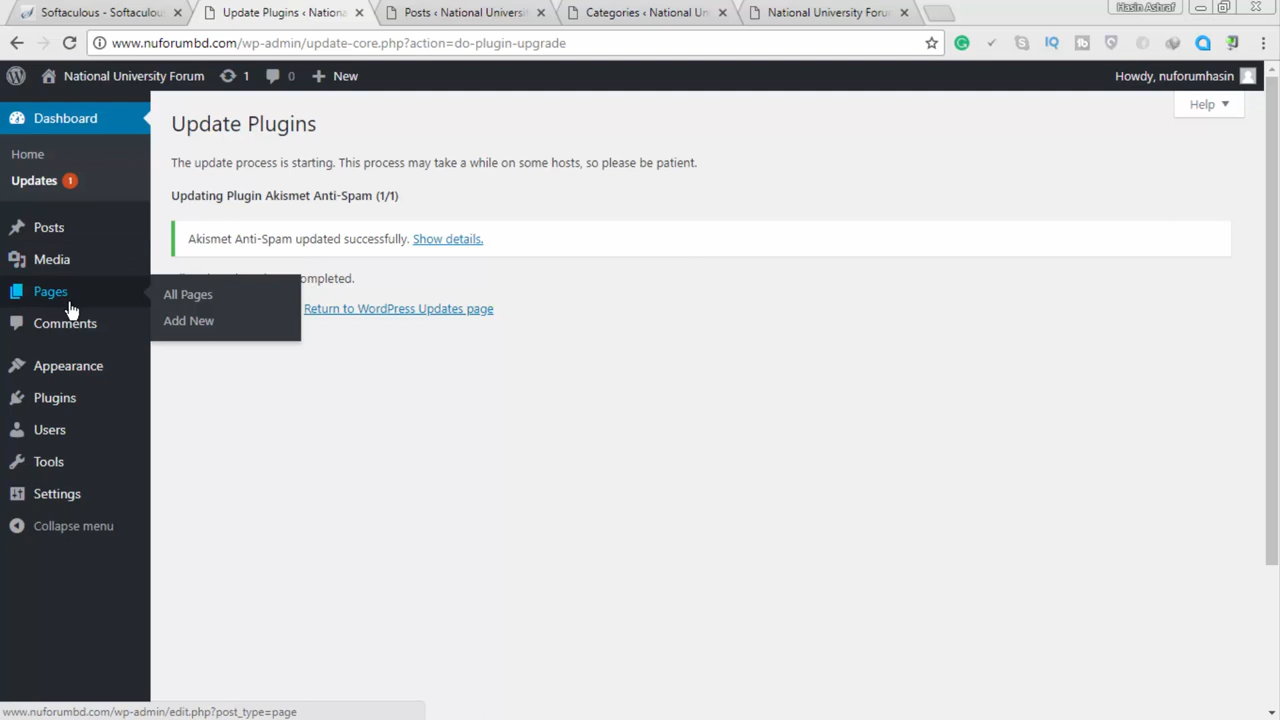 Softaculous - Softaculous
Update Plugins ‹ Nationa
Posts ‹ National Universi
Categories ‹ National Un
National University Foru
Hasin Ashraf
www.nuforumbd.com/wp-admin/update-core.php?action=do-plugin-upgrade
National University Forum
1
0
New
Howdy, nuforumhasin
Help
Dashboard
Home
Updates 1
Posts
Media
Pages
Comments
Appearance
Plugins
Users
Tools
Settings
Collapse menu
All Pages
Add New
Update Plugins
The update process is starting. This process may take a while on some hosts, so please be patient.
Updating Plugin Akismet Anti-Spam (1/1)
Akismet Anti-Spam updated successfully. Show details.
ompleted.
Return to WordPress Updates page
www.nuforumbd.com/wp-admin/edit.php?post_type=page